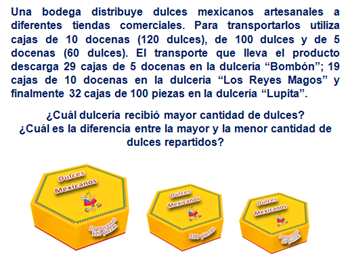 Una bodega distribuye dulces mexicanos artesanales a
diferentes tiendas comerciales. Para transportarlos utiliza
cajas de 10 docenas (120 dulces), de 100 dulces y de 5
docenas (60 dulces). El transporte que lleva el producto
descarga 29 cajas de 5 docenas en la dulcería “Bombón”; 19
cajas de 10 docenas en la dulcería “Los Reyes Magos” y
finalmente 32 cajas de 100 piezas en la dulcería “Lupita”.
¿Cuál dulcería recibió mayor cantidad de dulces?
¿Cuál es la diferencia entre la mayor y la menor cantidad de
dulces repartidos?
Dulces
Mexicanos
Dulces
Mexicanos
100 piezas
Dulces
Mexicanos